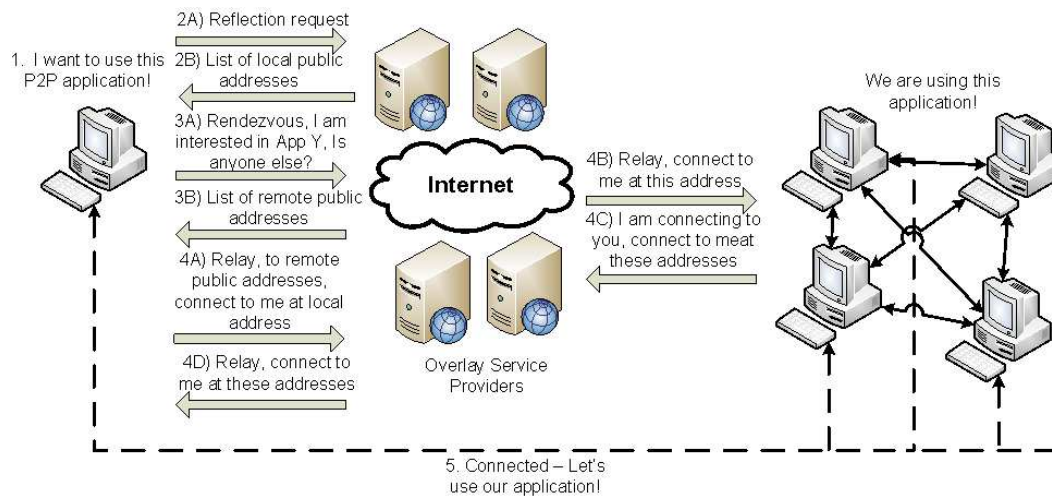 2A) Reflection request
1. I want to use this
P2P application!
2B) List of local public
addresses
3A) Rendezvous, I am
interested in App Y, Is
anyone else?
3B) List of remote public
addresses
4A) Relay, to remote
public addresses,
connect to me at local
address
4D) Relay, connect to
me at these addresses
Internet
Overlay Service
Providers
4B) Relay, connect to
me at this address
4C) I am connecting to
you, connect to meat
these addresses
We are using this
application!
5. Connected – Let's
use our application!